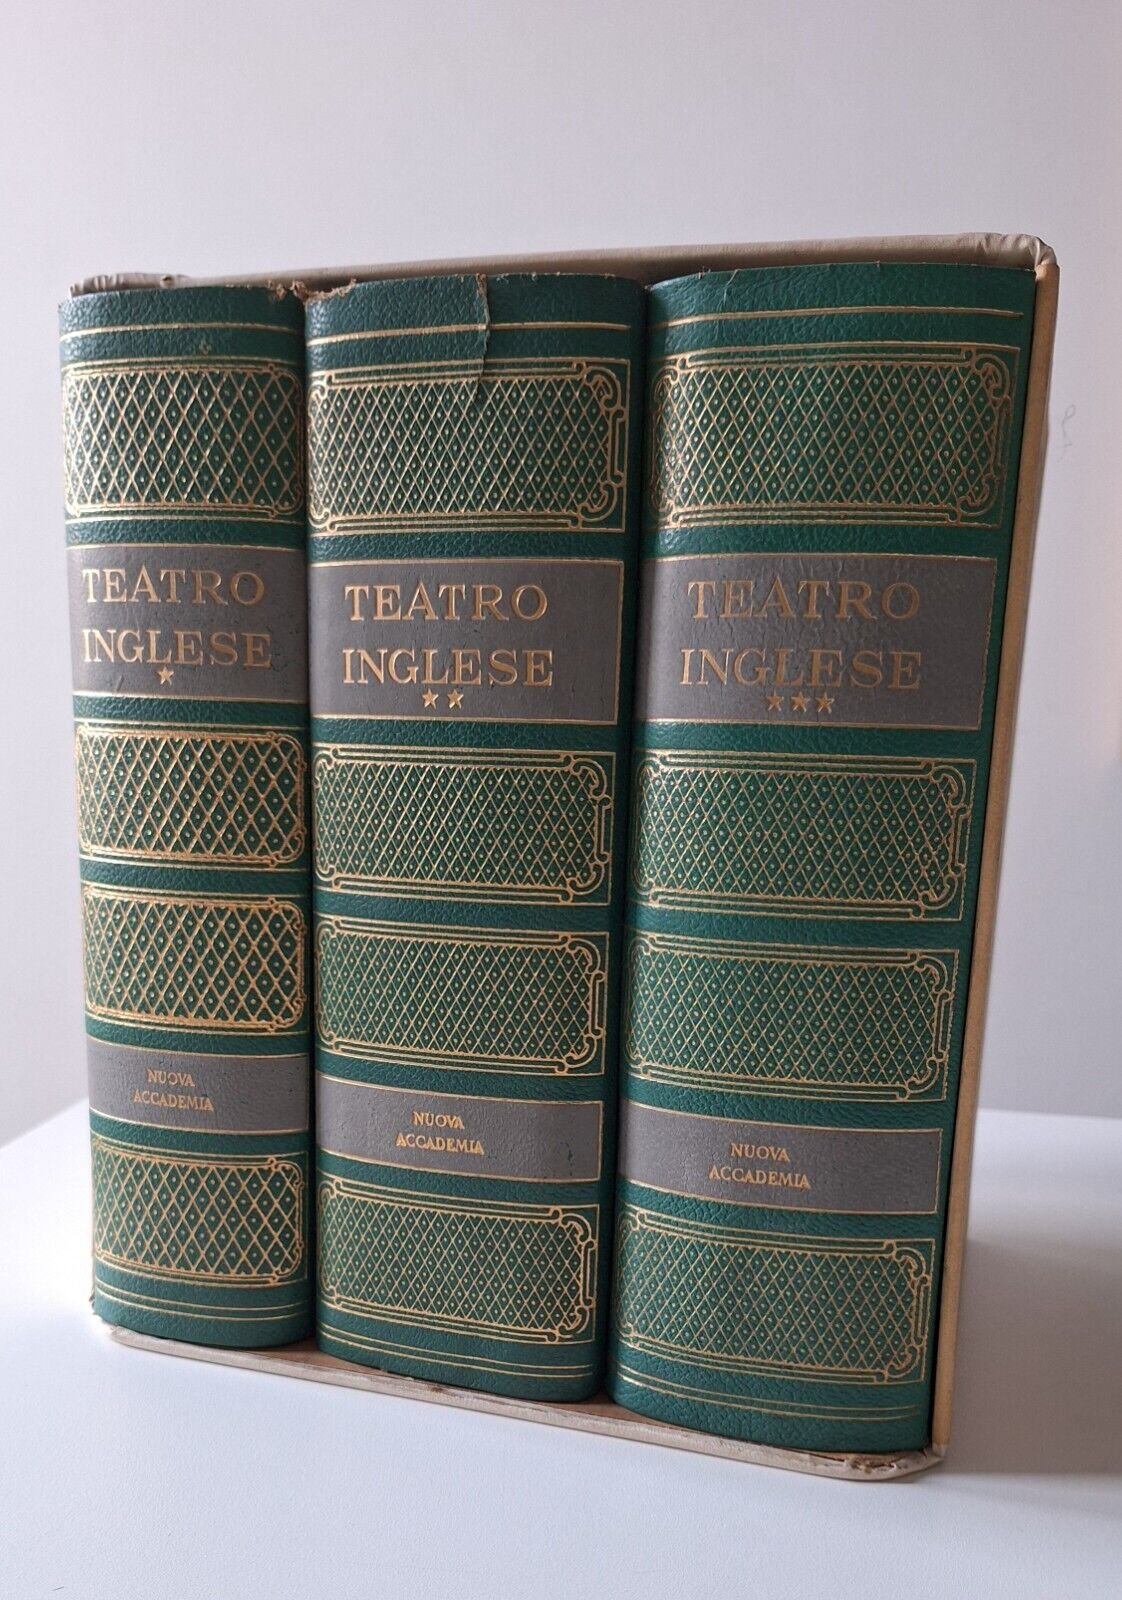 TEATRO
INGLESE
★
NUOVA
ACCADEMIA
TEATRO
INGLESE
★★
NUOVA
ACCADEMIA
TEATRO
INGLESE
★★★
NUOVA
ACCADEMIA